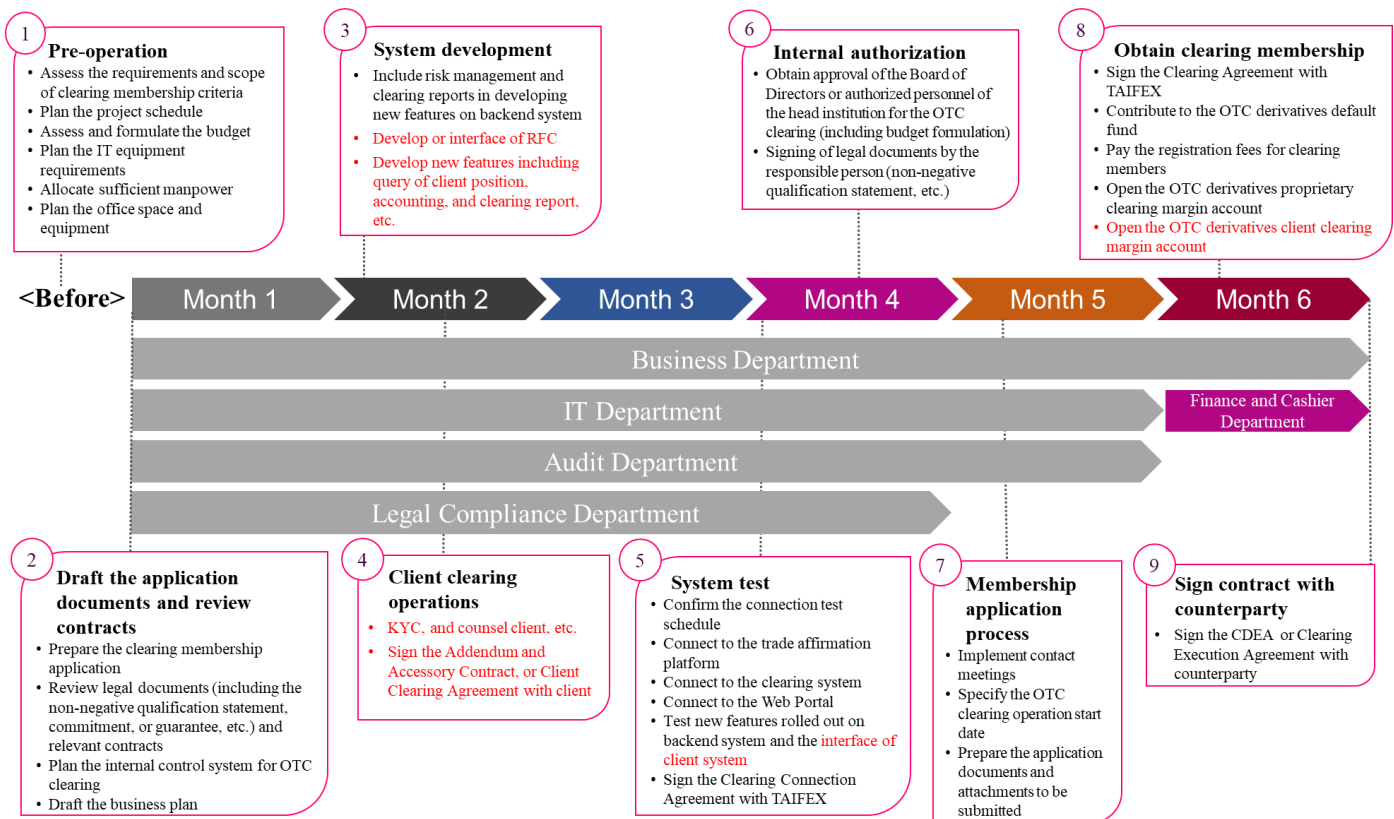 1
Pre-operation
• Assess the requirements and scope
of clearing membership criteria
• Plan the project schedule
• Assess and formulate the budget
• Plan the IT equipment
requirements
• Allocate sufficient manpower
• Plan the office space and
equipment
3
System development
• Include risk management and
clearing reports in developing
new features on backend system
• Develop or interface of RFC
• Develop new features including
query of client position,
accounting, and clearing report,
etc.
6
Internal authorization
• Obtain approval of the Board of
Directors or authorized personnel of
the head institution for the OTC
clearing (including budget formulation)
• Signing of legal documents by the
responsible person (non-negative
qualification statement, etc.)
8
Obtain clearing membership
• Sign the Clearing Agreement with
TAIFEX
• Contribute to the OTC derivatives default
fund
• Pay the registration fees for clearing
members
• Open the OTC derivatives proprietary
clearing margin account
• Open the OTC derivatives client clearing
margin account
<Before>
Month 1
Month 2
Month 3
Month 4
Month 5
Month 6
Business Department
IT Department
Finance and Cashier
Department
Audit Department
Legal Compliance Department
2
Draft the application
documents and review
contracts
• Prepare the clearing membership
application
• Review legal documents (including the
non-negative qualification statement,
commitment, or guarantee, etc.) and
relevant contracts
• Plan the internal control system for OTC
clearing
• Draft the business plan
4
Client clearing
operations
• KYC, and counsel client, etc.
• Sign the Addendum and
Accessory Contract, or Client
Clearing Agreement with client
5
System test
• Confirm the connection test
schedule
• Connect to the trade affirmation
platform
• Connect to the clearing system
• Connect to the Web Portal
• Test new features rolled out on
backend system and the interface of
client system
• Sign the Clearing Connection
Agreement with TAIFEX
7
Membership
application
process
• Implement contact
meetings
• Specify the OTC
clearing operation start
date
• Prepare the application
documents and
attachments to be
submitted
9
Sign contract with
counterparty
• Sign the CDEA or Clearing
Execution Agreement with
counterparty